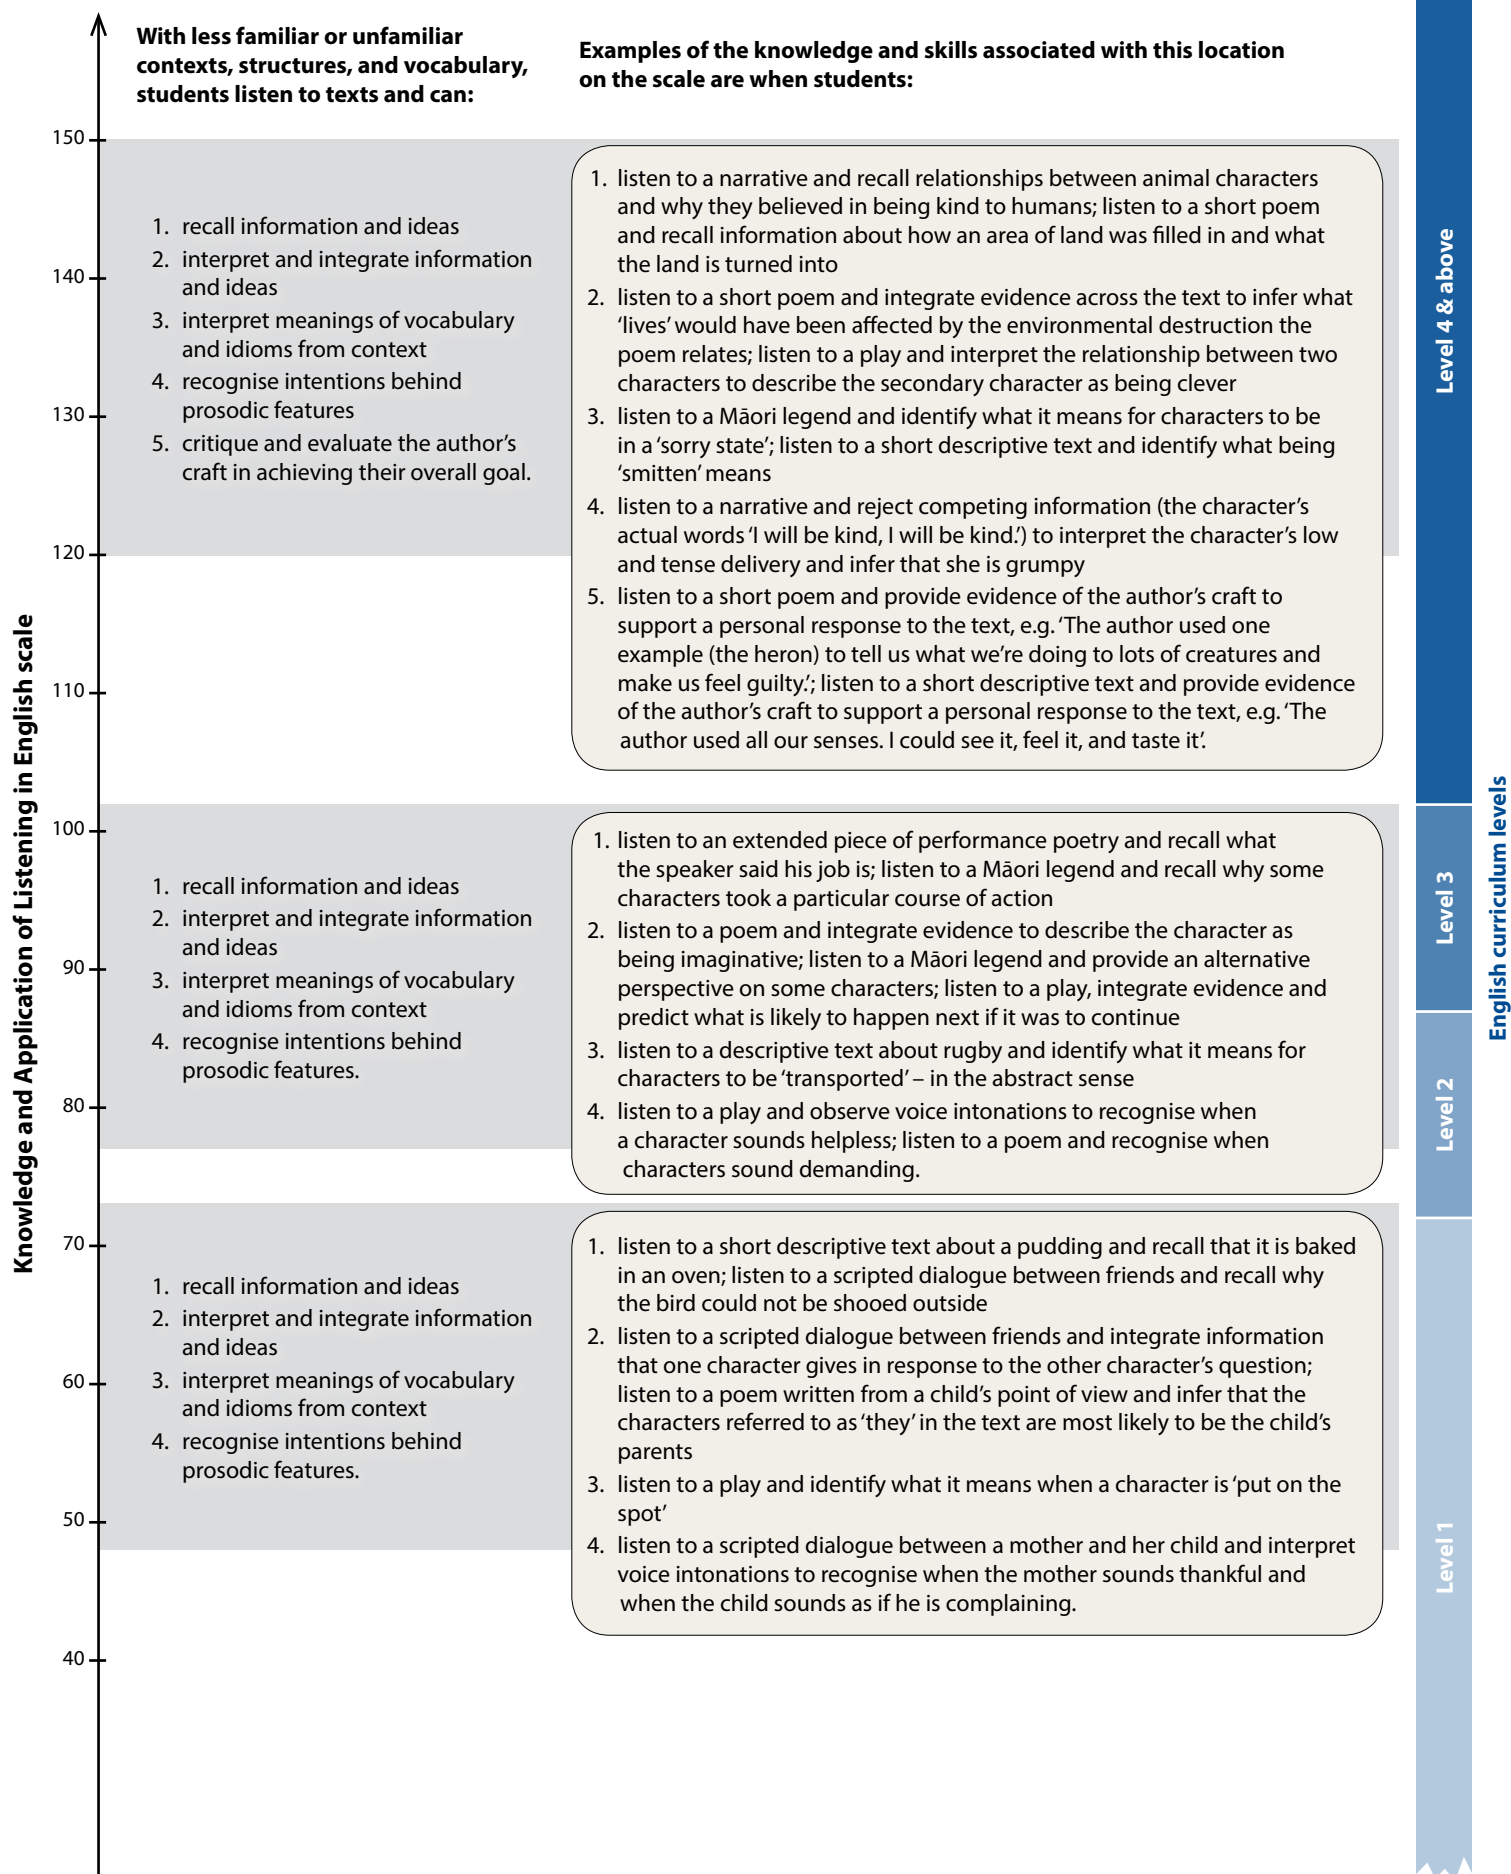 With less familiar or unfamiliar
contexts, structures, and vocabulary,
students listen to texts and can:
Examples of the knowledge and skills associated with this location
on the scale are when students:
Knowledge and Application of Listening in English scale
150
140
130
120
110
100
90
80
70
60
50
40
1. recall information and ideas
2. interpret and integrate information
and ideas
3. interpret meanings of vocabulary
and idioms from context
4. recognise intentions behind
prosodic features
5. critique and evaluate the author’s
craft in achieving their overall goal.
1. listen to a narrative and recall relationships between animal characters
and why they believed in being kind to humans; listen to a short poem
and recall information about how an area of land was filled in and what
the land is turned into
2. listen to a short poem and integrate evidence across the text to infer what
‘lives’ would have been affected by the environmental destruction the
poem relates; listen to a play and interpret the relationship between two
characters to describe the secondary character as being clever
3. listen to a Māori legend and identify what it means for characters to be
in a ‘sorry state’; listen to a short descriptive text and identify what being
‘smitten’ means
4. listen to a narrative and reject competing information (the character’s
actual words ‘I will be kind, I will be kind.’) to interpret the character’s low
and tense delivery and infer that she is grumpy
5. listen to a short poem and provide evidence of the author’s craft to
support a personal response to the text, e.g. ‘The author used one
example (the heron) to tell us what we’re doing to lots of creatures and
make us feel guilty.’; listen to a short descriptive text and provide evidence
of the author’s craft to support a personal response to the text, e.g. ‘The
author used all our senses. I could see it, feel it, and taste it’.
1. recall information and ideas
2. interpret and integrate information
and ideas
3. interpret meanings of vocabulary
and idioms from context
4. recognise intentions behind
prosodic features.
1. listen to an extended piece of performance poetry and recall what
the speaker said his job is; listen to a Māori legend and recall why some
characters took a particular course of action
2. listen to a poem and integrate evidence to describe the character as
being imaginative; listen to a Māori legend and provide an alternative
perspective on some characters; listen to a play, integrate evidence and
predict what is likely to happen next if it was to continue
3. listen to a descriptive text about rugby and identify what it means for
characters to be ‘transported’ – in the abstract sense
4. listen to a play and observe voice intonations to recognise when
a character sounds helpless; listen to a poem and recognise when
characters sound demanding.
1. recall information and ideas
2. interpret and integrate information
and ideas
3. interpret meanings of vocabulary
and idioms from context
4. recognise intentions behind
prosodic features.
1. listen to a short descriptive text about a pudding and recall that it is baked
in an oven; listen to a scripted dialogue between friends and recall why
the bird could not be shooed outside
2. listen to a scripted dialogue between friends and integrate information
that one character gives in response to the other character’s question;
listen to a poem written from a child’s point of view and infer that the
characters referred to as ‘they’ in the text are most likely to be the child’s
parents
3. listen to a play and identify what it means when a character is ‘put on the
spot’
4. listen to a scripted dialogue between a mother and her child and interpret
voice intonations to recognise when the mother sounds thankful and
when the child sounds as if he is complaining.
Level 4 & above
Level 3
Level 2
Level 1
English curriculum levels